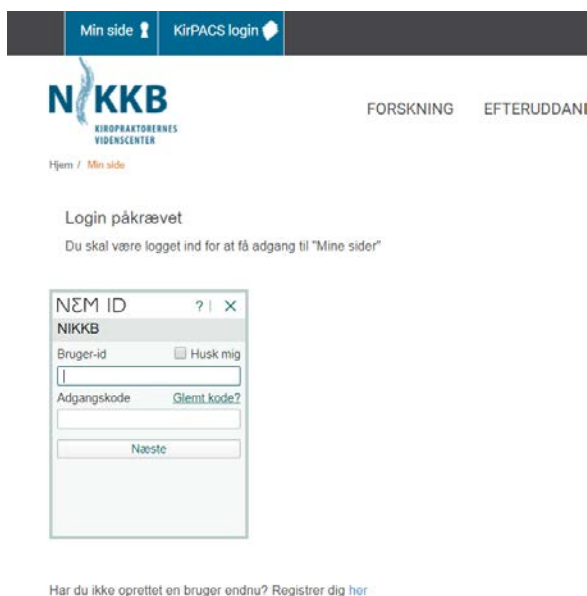 Min side KirPACS login
NIKKB
KIROPRAKTORERNES
VIDENSCENTER
FORSKNING EFTERUDDAN
Hjem / Min side
Login påkrævet
Du skal være logget ind for at få adgang til "Mine sider"
NEM ID ? | X
NIKKB
Bruger-id Husk mig
Adgangskode Glemt kode?
Næste
Har du ikke oprettet en bruger endnu? Registrer dig her